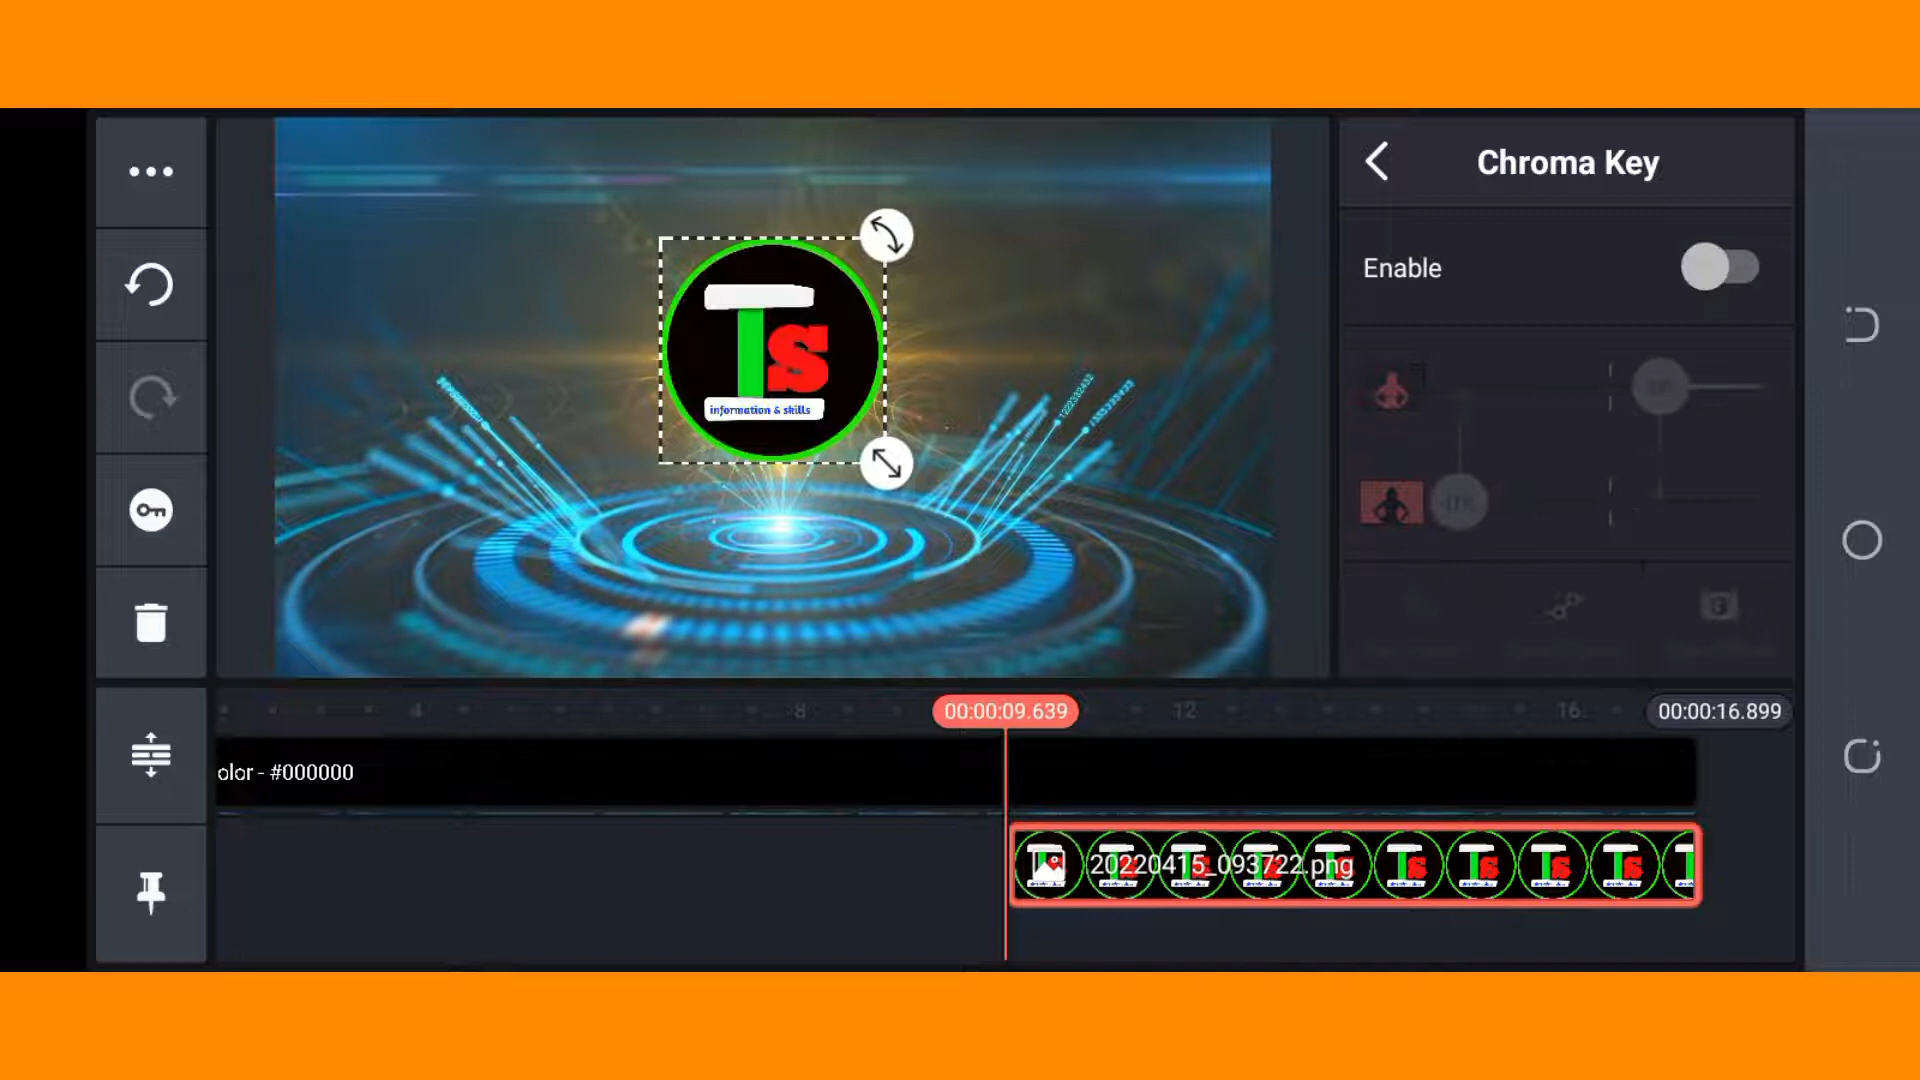 Chroma Key
Enable
Ts
information & skills
4
8
00:00:09.639
12
16
00:00:16.899
olor - #000000
20220415_093722.png